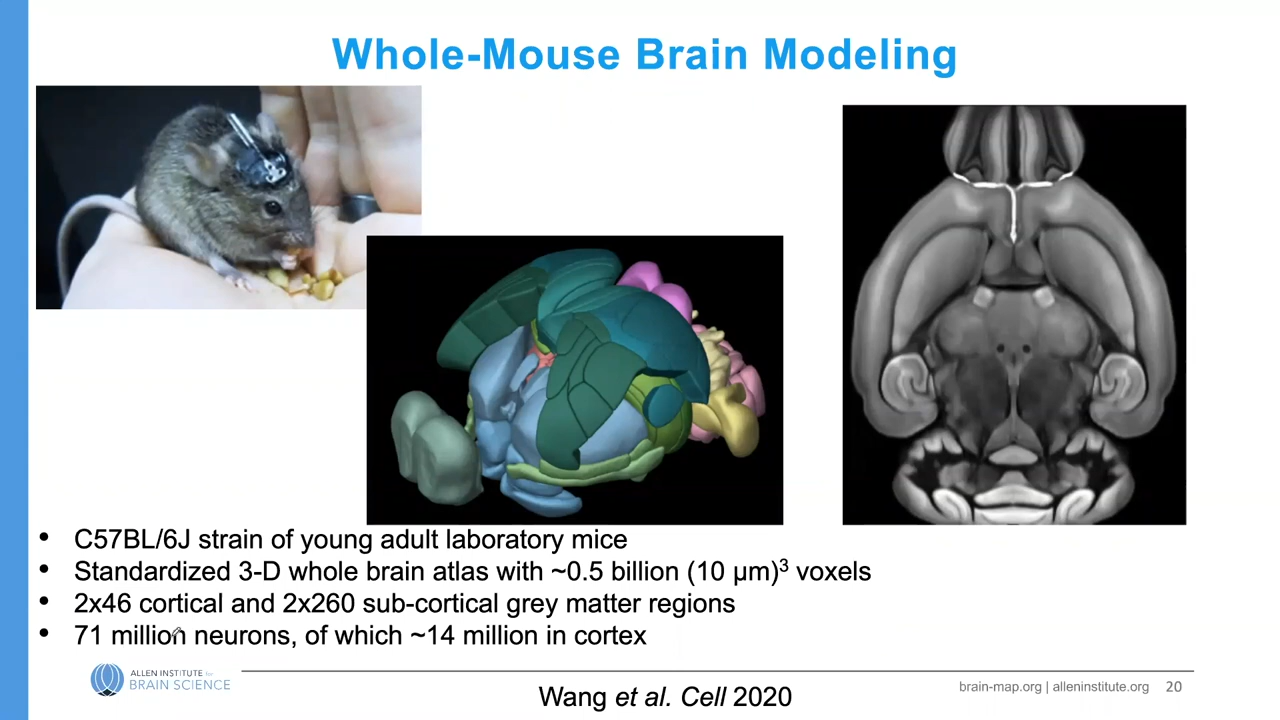 Whole-Mouse Brain Modeling
• C57BL/6J strain of young adult laboratory mice
• Standardized 3-D whole brain atlas with ~0.5 billion (10 µm)³ voxels
• 2x46 cortical and 2x260 sub-cortical grey matter regions
• 71 million neurons, of which ~14 million in cortex
ALLEN INSTITUTE for
BRAIN SCIENCE
brain-map.org | alleninstitute.org 20
Wang et al. Cell 2020